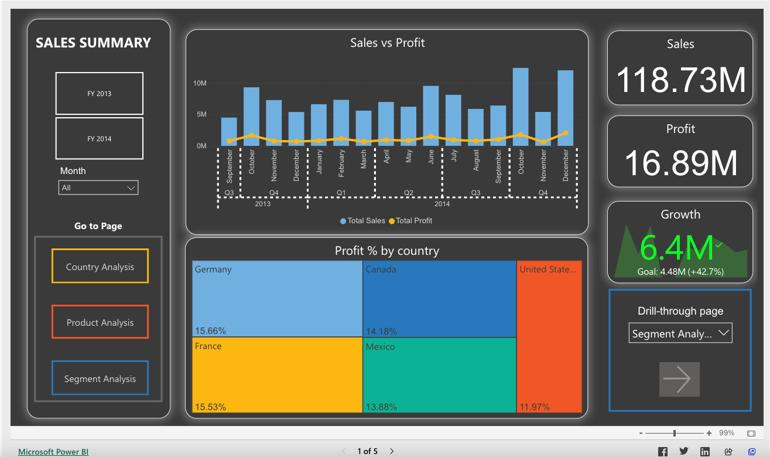 SALES SUMMARY
FY 2013
FY 2014
Month
All
Go to Page
Country Analysis
Product Analysis
Segment Analysis
Sales vs Profit
10M
5M
0M
September
October
November
December
January
February
March
April
May
June
July
August
September
October
November
December
Q3
Q4
Q1
Q2
Q3
Q4
2013
2014
Total Sales
Total Profit
Profit % by country
Germany
15.66%
France
15.53%
Canada
14.18%
Mexico
13.88%
United State...
11.97%
Sales
118.73M
Profit
16.89M
Growth
6.4M
Goal: 4.48M (+42.7%)
Drill-through page
Segment Analy...
- + 99%
Microsoft Power BI
1 of 5